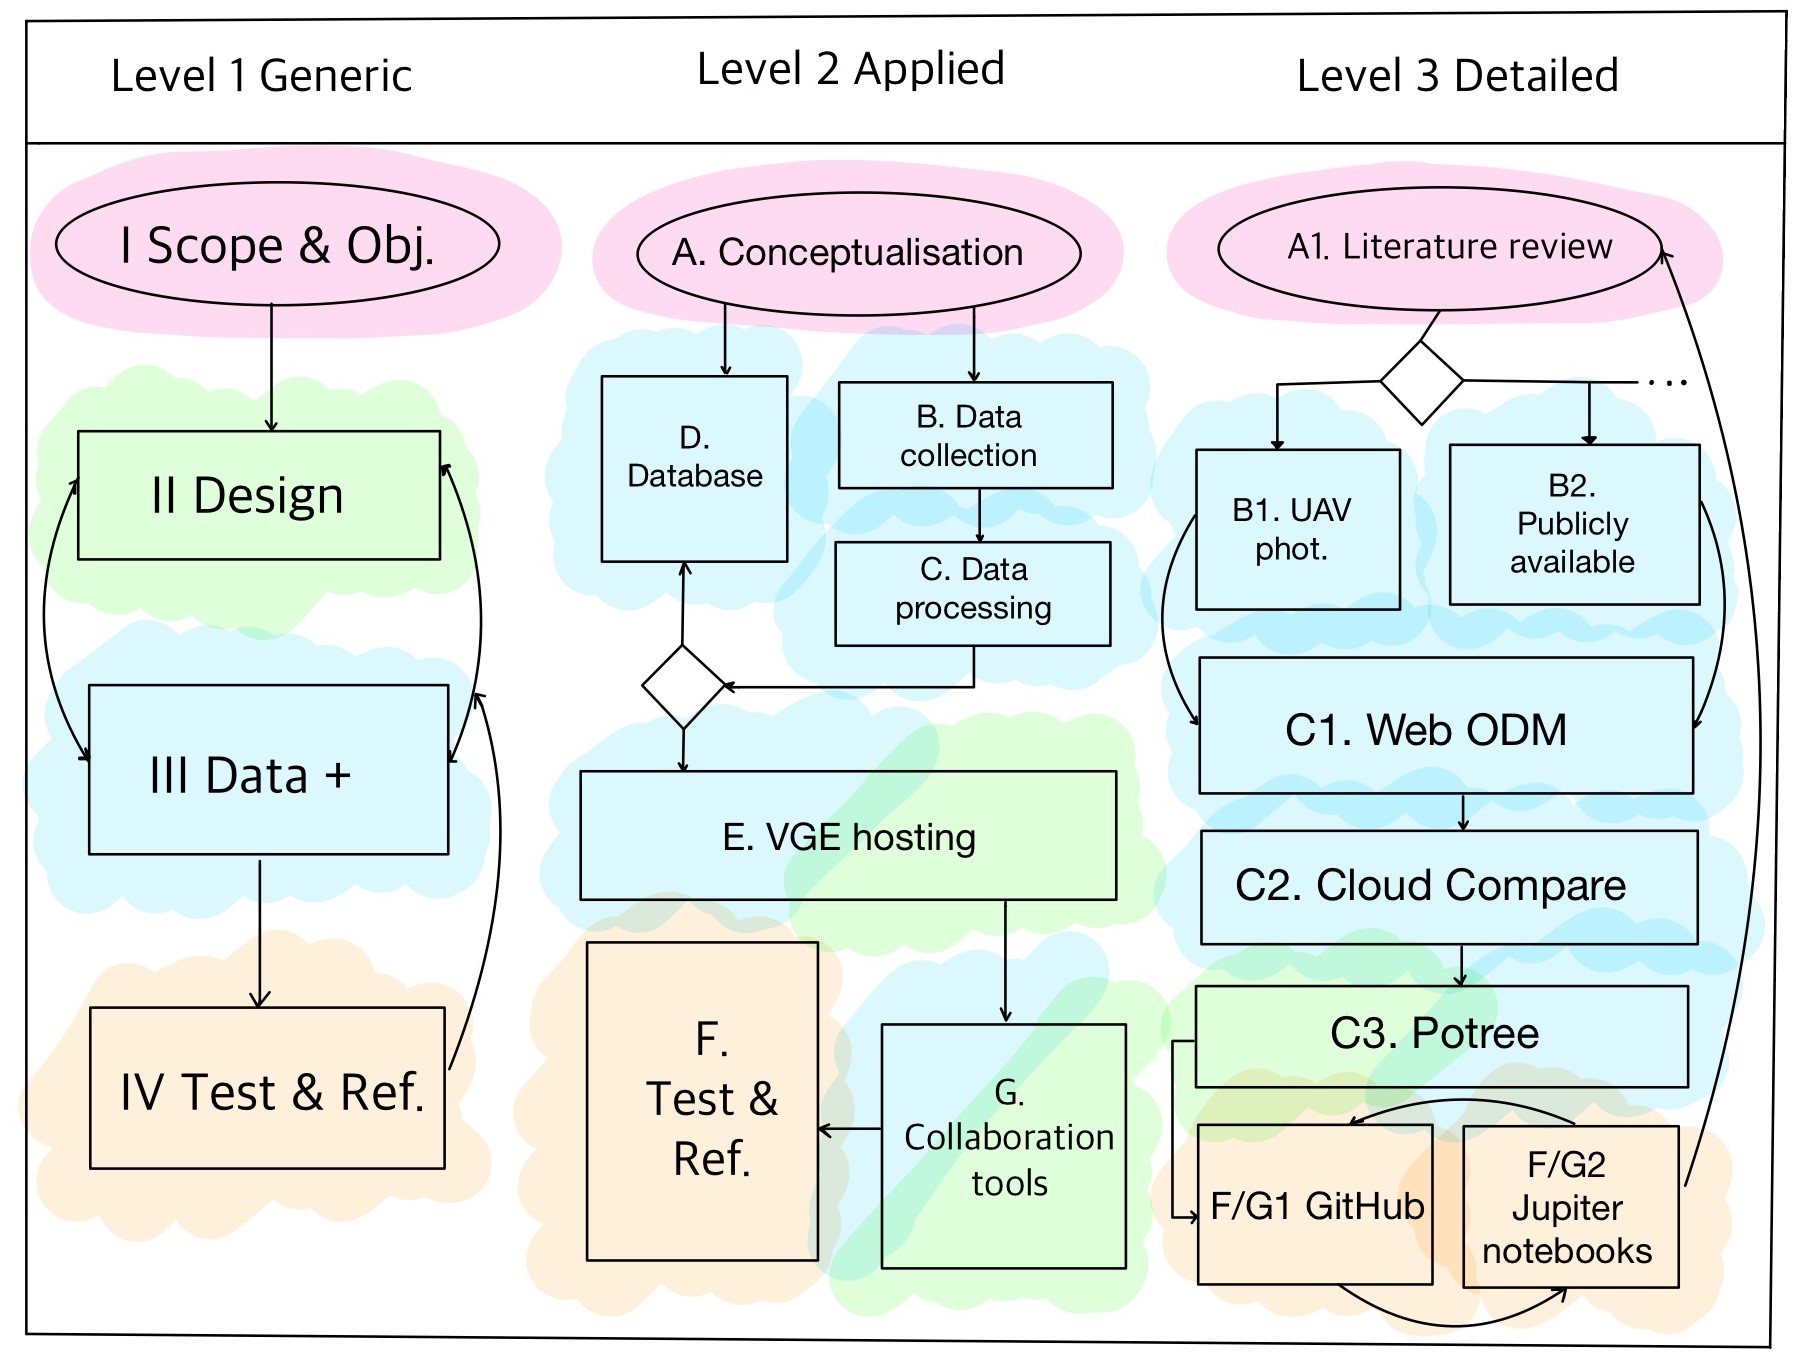 Level 1 Generic
Level 2 Applied
Level 3 Detailed
I Scope & Obj.
II Design
III Data +
IV Test & Ref.
A. Conceptualisation
D.
Database
B. Data
collection
C. Data
processing
E. VGE hosting
F.
Test &
Ref.
G.
Collaboration
tools
A1. Literature review
...
B1. UAV
phot.
B2.
Publicly
available
C1. Web ODM
C2. Cloud Compare
C3. Potree
F/G1 GitHub
F/G2
Jupiter
notebooks